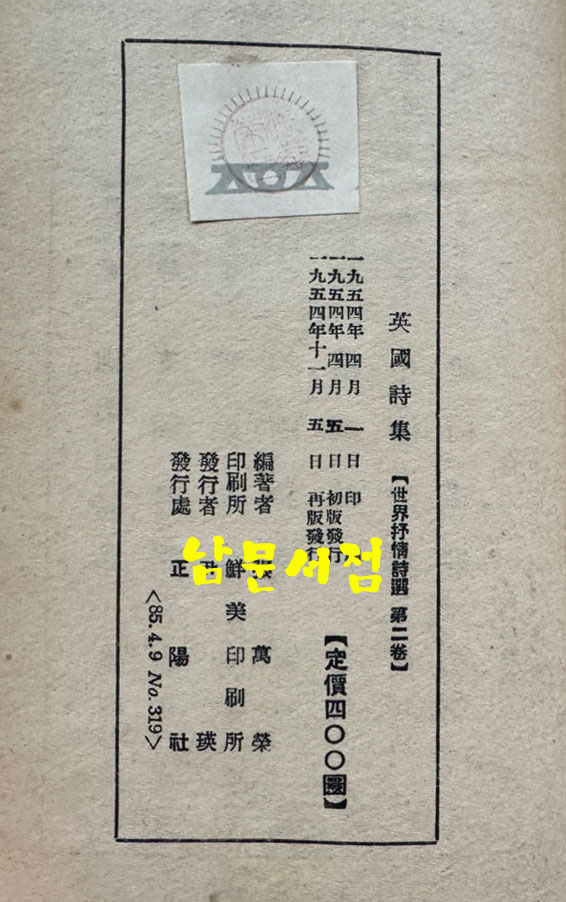 英國詩集【世界抒情詩選 第二卷】
一九五四年 四月 一日 印
一九五四年 四月 五日 初版發行
一九五四年十一月 五日 再版發行
【定價四〇〇圜】
編著者 萬榮
印刷所 鮮美印刷所
發行者 瑛
發行處 正陽社
<85.4.9 No. 319>
남문서점